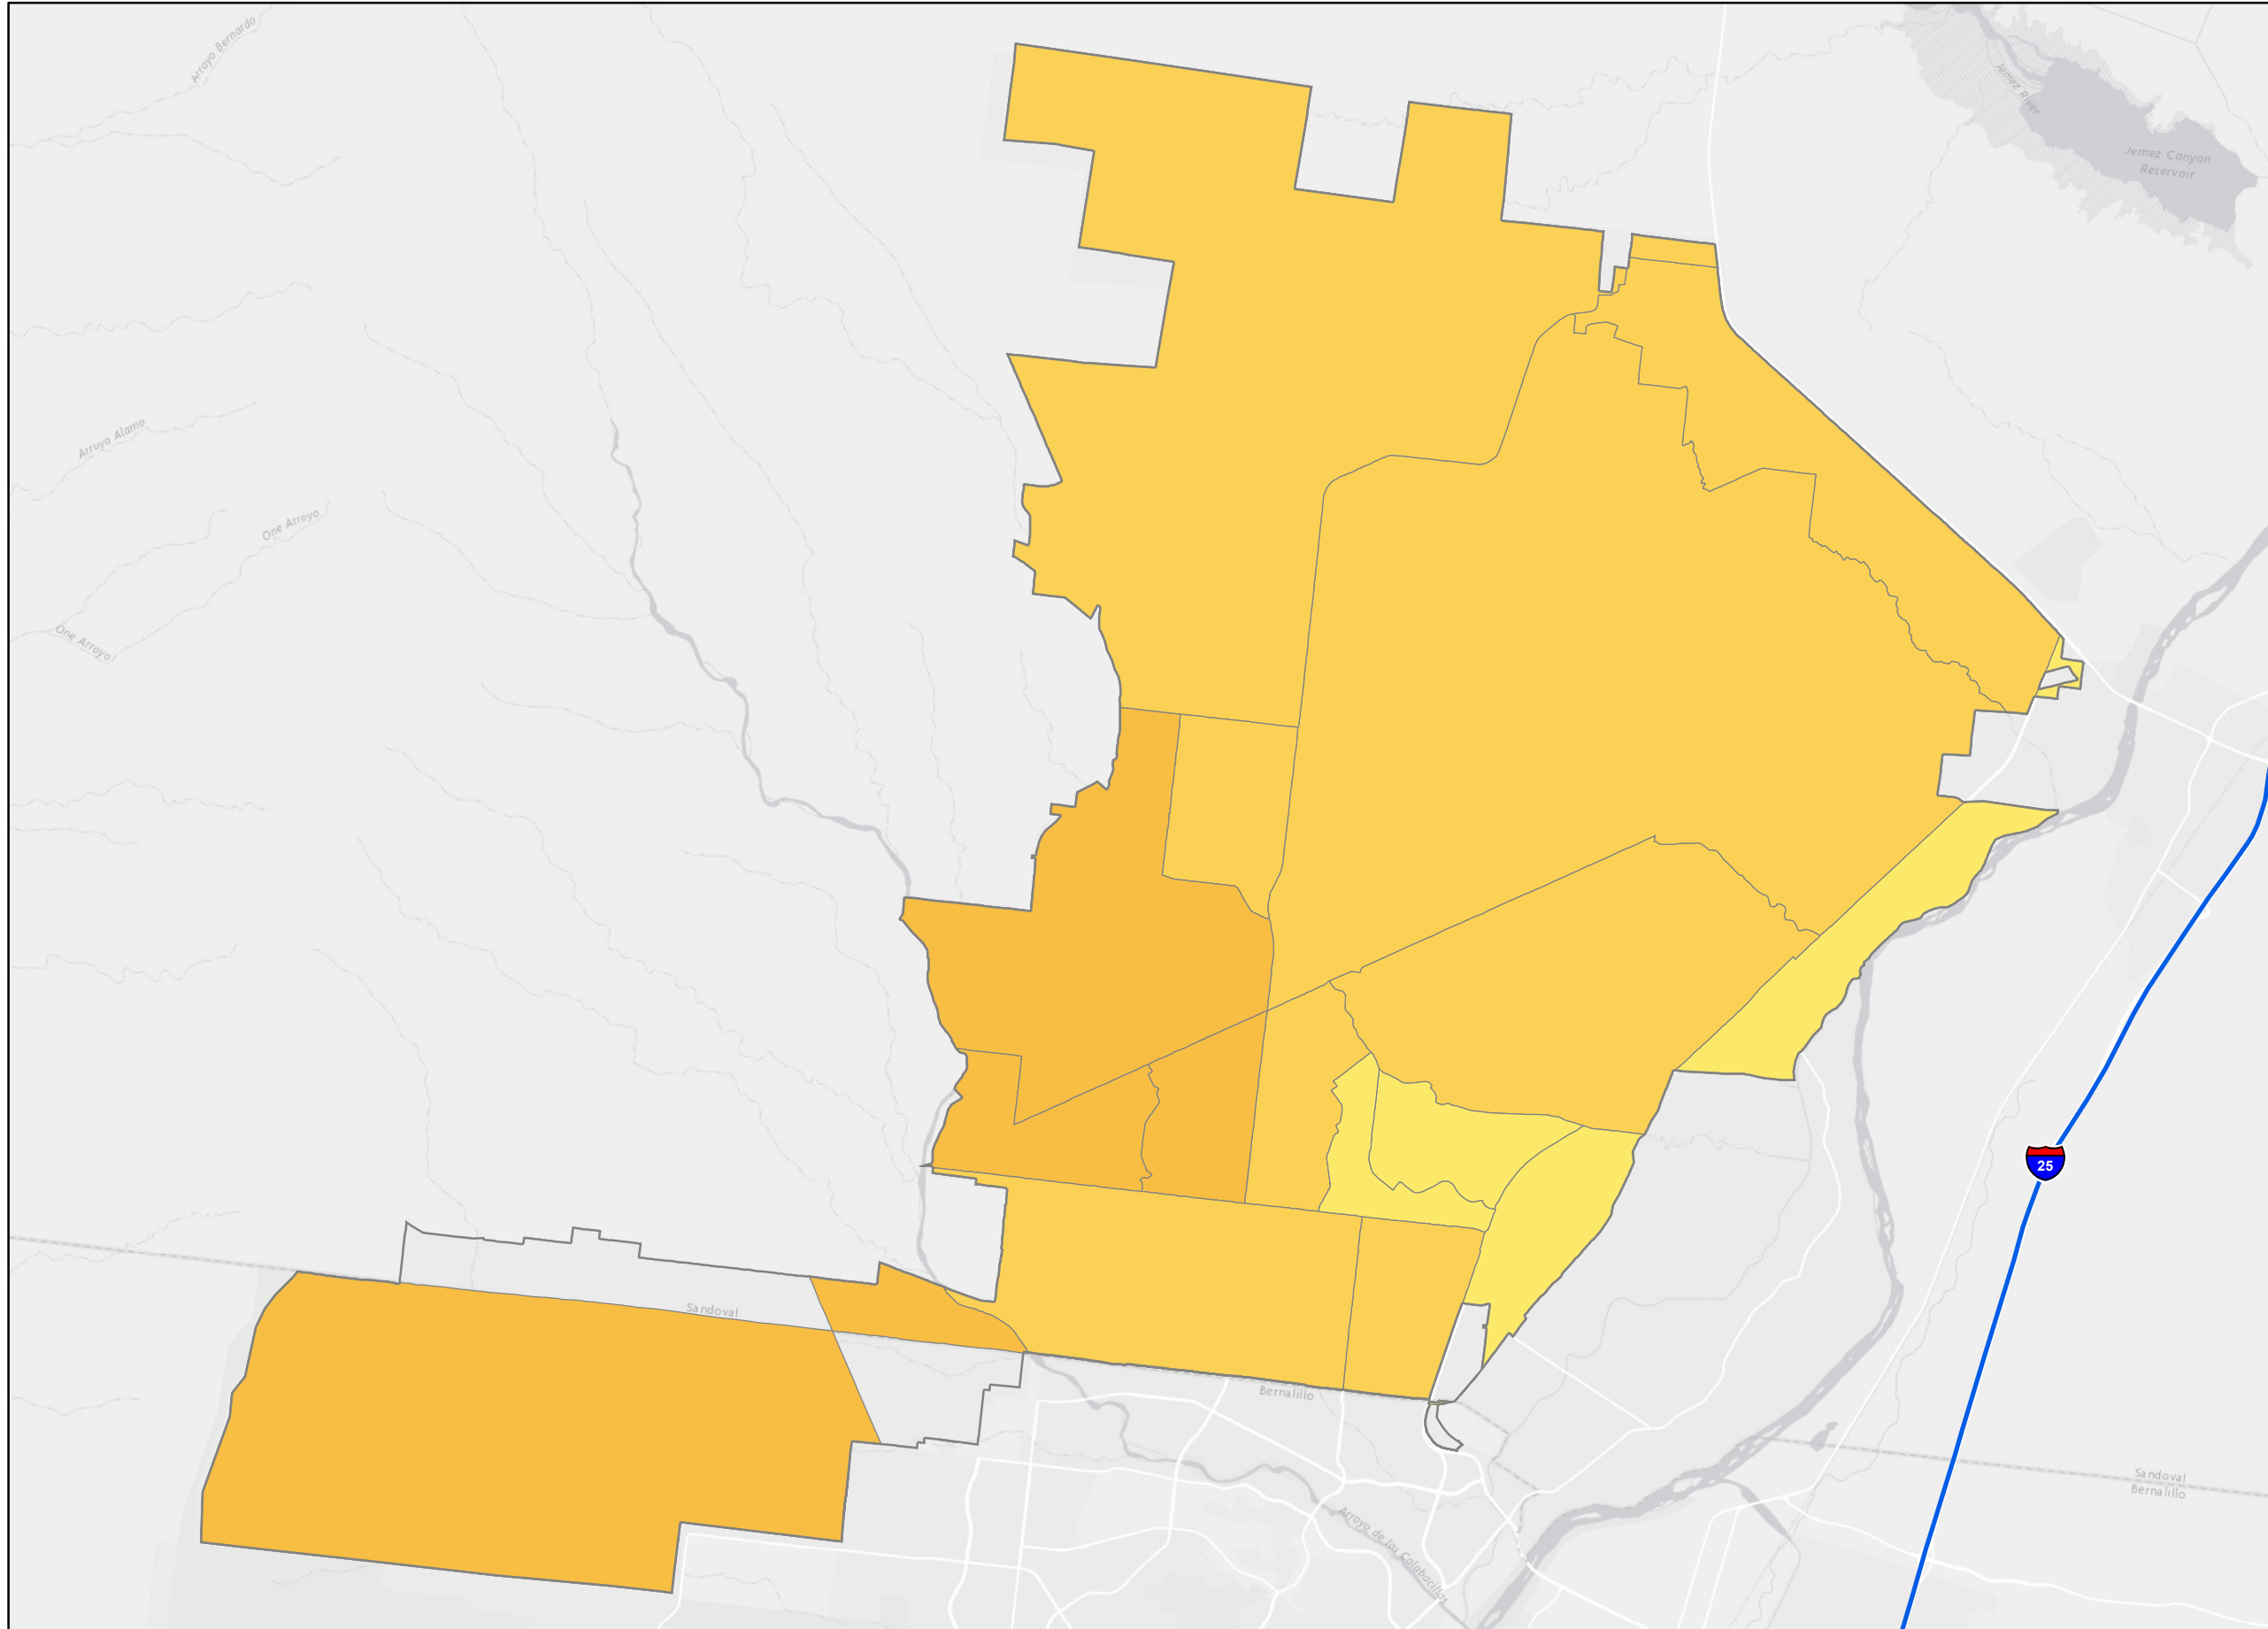 Arroyo Bernardo
Jemez River
Jemez Canyon
Reservoir
Arroyo Alamo
One Arroyo
One Arroyo
25
Sandoval
Bernalillo
Sandoval
Bernalillo
Arroyo de las Calabacillas